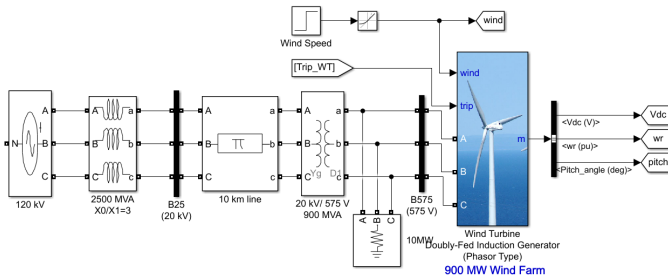 wind
Wind Speed
[Trip_WT]
wind
trip
A
B
C
m
<Vdc (V)>
<wr (pu)>
<Pitch_angle (deg)>
Vdc
wr
pitch
N
A
B
C
120 kV
A
B
C
a
b
c
2500 MVA
X0/X1=3
B25
(20 kV)
A
B
C
π
a
b
c
10 km line
A
B
C
a
b
c
Yg
D1
20 kV/ 575 V
900 MVA
A
B
C
10MW
B575
(575 V)
Wind Turbine
Doubly-Fed Induction Generator
(Phasor Type)
900 MW Wind Farm